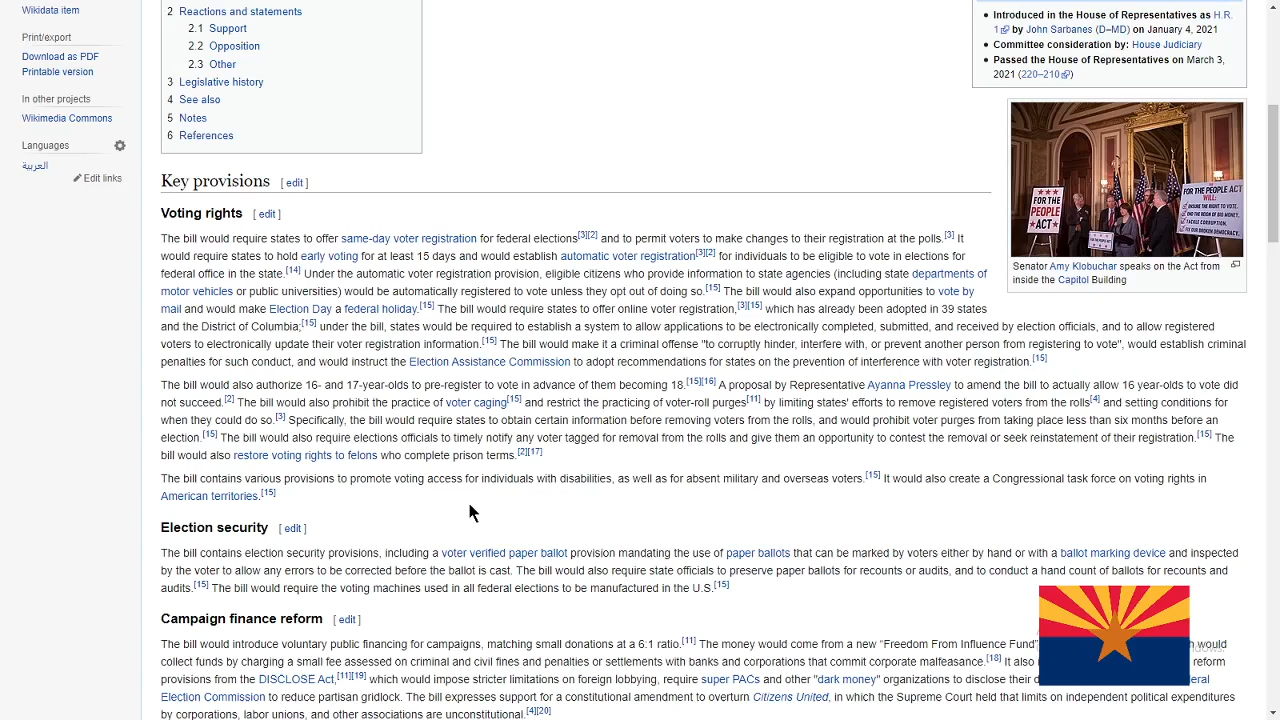 Wikidata item
Print/export
Download as PDF
Printable version
In other projects
Wikimedia Commons
Languages
العربية
Edit links
2 Reactions and statements
2.1 Support
2.2 Opposition
2.3 Other
3 Legislative history
4 See also
5 Notes
6 References
Introduced in the House of Representatives as H.R.
1 by John Sarbanes (D–MD) on January 4, 2021
Committee consideration by: House Judiciary
Passed the House of Representatives on March 3,
2021 (220–210)
FOR THE
PEOPLE
ACT
FOR THE PEOPLE ACT
WILL:
Senator Amy Klobuchar speaks on the Act from
inside the Capitol Building
Key provisions [ edit ]
Voting rights [ edit ]
The bill would require states to offer same-day voter registration for federal elections[3][2] and to permit voters to make changes to their registration at the polls.[3] It
would require states to hold early voting for at least 15 days and would establish automatic voter registration[3][2] for individuals to be eligible to vote in elections for
federal office in the state.[14] Under the automatic voter registration provision, eligible citizens who provide information to state agencies (including state departments of
motor vehicles or public universities) would be automatically registered to vote unless they opt out of doing so.[15] The bill would also expand opportunities to vote by
mail and would make Election Day a federal holiday.[15] The bill would require states to offer online voter registration,[3][15] which has already been adopted in 39 states
and the District of Columbia;[15] under the bill, states would be required to establish a system to allow applications to be electronically completed, submitted, and received by election officials, and to allow registered
voters to electronically update their voter registration information.[15] The bill would make it a criminal offense "to corruptly hinder, interfere with, or prevent another person from registering to vote", would establish criminal
penalties for such conduct, and would instruct the Election Assistance Commission to adopt recommendations for states on the prevention of interference with voter registration.[15]
The bill would also authorize 16- and 17-year-olds to pre-register to vote in advance of them becoming 18.[15][16] A proposal by Representative Ayanna Pressley to amend the bill to actually allow 16 year-olds to vote did
not succeed.[2] The bill would also prohibit the practice of voter caging[15] and restrict the practicing of voter-roll purges[11] by limiting states' efforts to remove registered voters from the rolls[4] and setting conditions for
when they could do so.[3] Specifically, the bill would require states to obtain certain information before removing voters from the rolls, and would prohibit voter purges from taking place less than six months before an
election.[15] The bill would also require elections officials to timely notify any voter tagged for removal from the rolls and give them an opportunity to contest the removal or seek reinstatement of their registration.[15] The
bill would also restore voting rights to felons who complete prison terms.[2][17]
The bill contains various provisions to promote voting access for individuals with disabilities, as well as for absent military and overseas voters.[15] It would also create a Congressional task force on voting rights in
American territories.[15]
Election security [ edit ]
The bill contains election security provisions, including a voter verified paper ballot provision mandating the use of paper ballots that can be marked by voters either by hand or with a ballot marking device and inspected
by the voter to allow any errors to be corrected before the ballot is cast. The bill would also require state officials to preserve paper ballots for recounts or audits, and to conduct a hand count of ballots for recounts and
audits.[15] The bill would require the voting machines used in all federal elections to be manufactured in the U.S.[15]
Campaign finance reform [ edit ]
The bill would introduce voluntary public financing for campaigns, matching small donations at a 6:1 ratio.[11] The money would come from a new “Freedom From Influence Fund” would
collect funds by charging a small fee assessed on criminal and civil fines and penalties or settlements with banks and corporations that commit corporate malfeasance.[18] It also reform
provisions from the DISCLOSE Act,[11][19] which would impose stricter limitations on foreign lobbying, require super PACs and other "dark money" organizations to disclose their
Election Commission to reduce partisan gridlock. The bill expresses support for a constitutional amendment to overturn Citizens United, in which the Supreme Court held that limits on independent political expenditures
by corporations, labor unions, and other associations are unconstitutional.[4][20]